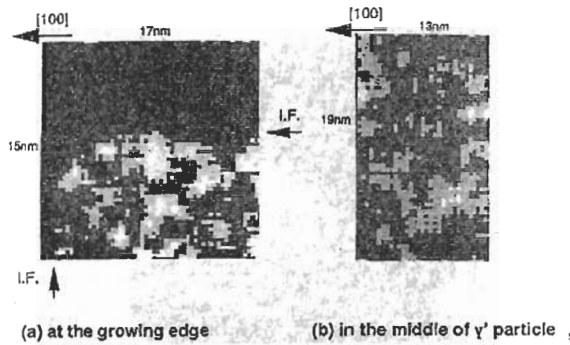 [100]
17nm
[100]
13nm
I.F.
15nm
19nm
I.F.
(a) at the growing edge
(b) in the middle of γ' particle